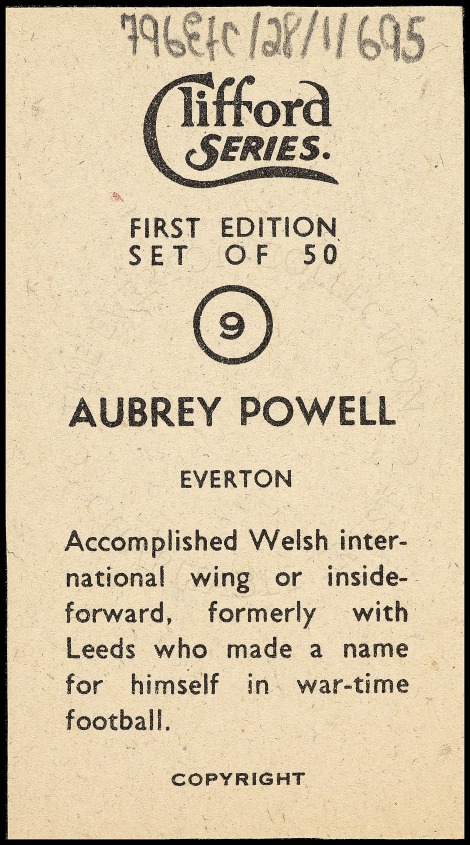 796Efc/28/1/695
Clifford
SERIES.
FIRST EDITION
SET OF 50
9
AUBREY POWELL
EVERTON
Accomplished Welsh inter-
national wing or inside-
forward, formerly with
Leeds who made a name
for himself in war-time
football.
COPYRIGHT